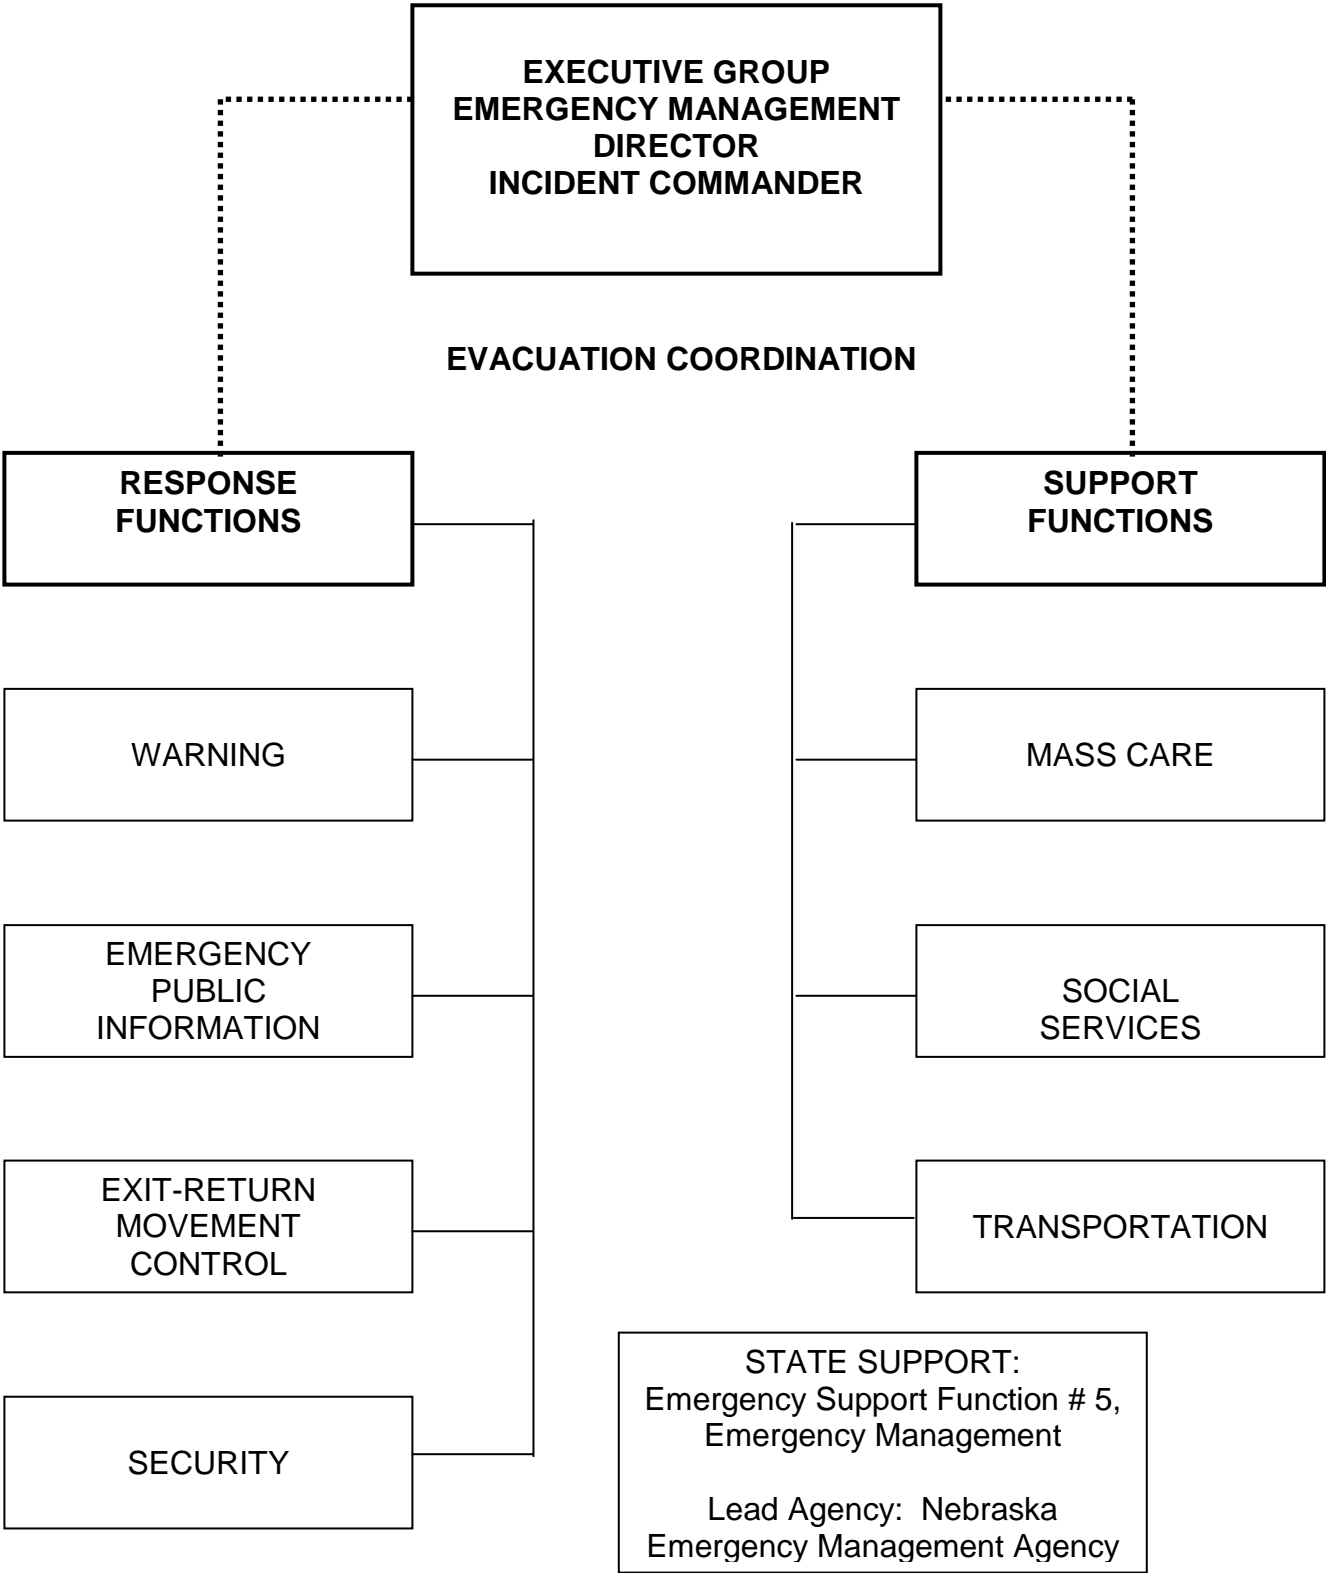 EXECUTIVE GROUP
EMERGENCY MANAGEMENT
DIRECTOR
INCIDENT COMMANDER
EVACUATION COORDINATION
RESPONSE
FUNCTIONS
WARNING
EMERGENCY
PUBLIC
INFORMATION
EXIT-RETURN
MOVEMENT
CONTROL
SECURITY
SUPPORT
FUNCTIONS
MASS CARE
SOCIAL
SERVICES
TRANSPORTATION
STATE SUPPORT:
Emergency Support Function # 5,
Emergency Management
Lead Agency:  Nebraska
Emergency Management Agency